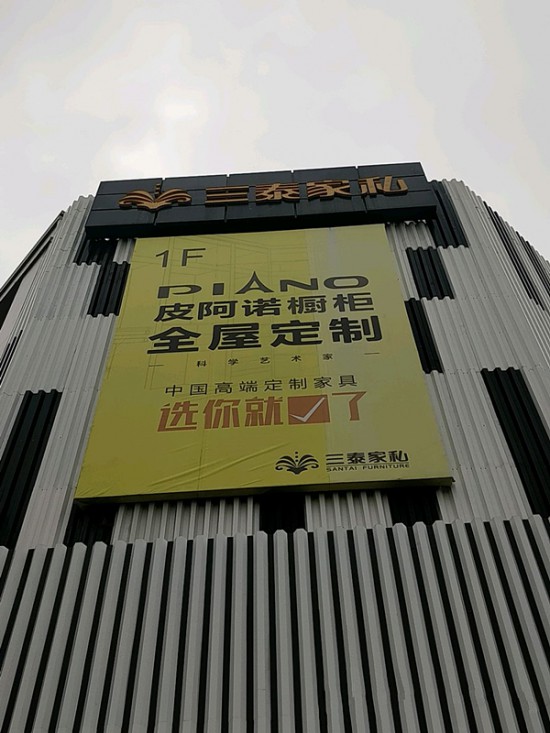 三泰家私
1F
PIANO
皮阿诺橱柜
全屋定制
科学艺术家
中国高端定制家具
选你就☑了
三泰家私
SANTAI FURNITURE